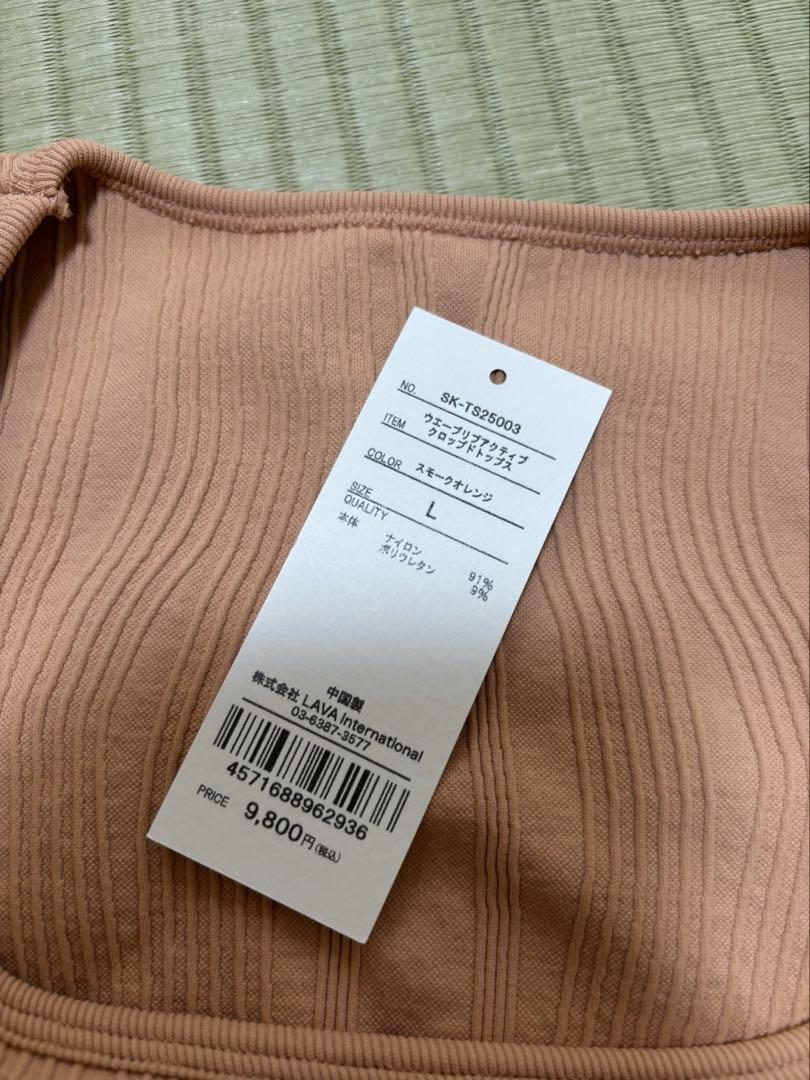 NO. SK-TS25003
ITEM ウエーブリブアクティブ
クロップドトップス
COLOR スモークオレンジ
SIZE L
QUALITY
本体 ナイロン 91%
ポリウレタン 9%
中国製
株式会社 LAVA International
03-6387-3577
4571688962936
PRICE 9,800円(税込)